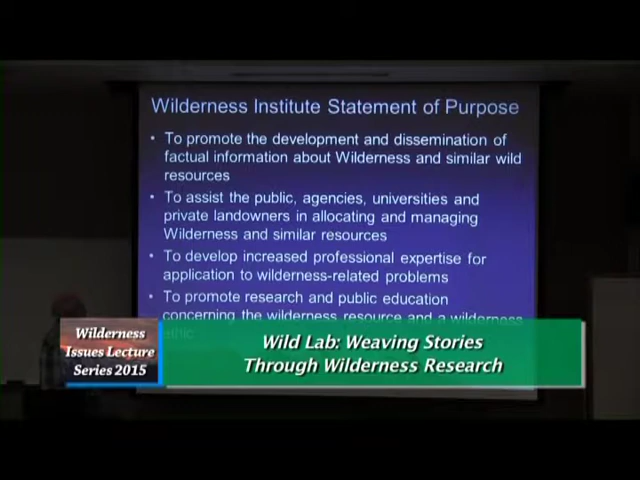 Wilderness Institute Statement of Purpose
• To promote the development and dissemination of
factual information about Wilderness and similar wild
resources
• To assist the public, agencies, universities and
private landowners in allocating and managing
Wilderness and similar resources
• To develop increased professional expertise for
application to wilderness-related problems
• To promote research and public education
concerning the wilderness resource and a wilderness
ethic
Wilderness
Issues Lecture
Series 2015
Wild Lab: Weaving Stories
Through Wilderness Research